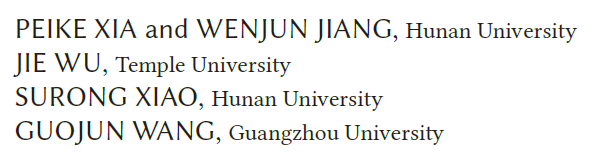 PEIKE XIA and WENJUN JIANG, Hunan University
JIE WU, Temple University
SURONG XIAO, Hunan University
GUOJUN WANG, Guangzhou University